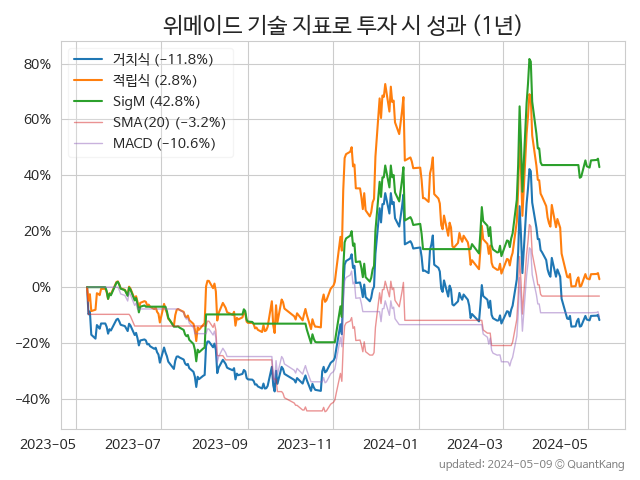 위메이드 기술 지표로 투자 시 성과 (1년)
거치식 (−11.8%)
적립식 (2.8%)
SigM (42.8%)
SMA(20) (−3.2%)
MACD (−10.6%)
80%
60%
40%
20%
0%
−20%
−40%
2023-05 2023-07 2023-09 2023-11 2024-01 2024-03 2024-05
updated: 2024-05-09 © QuantKang